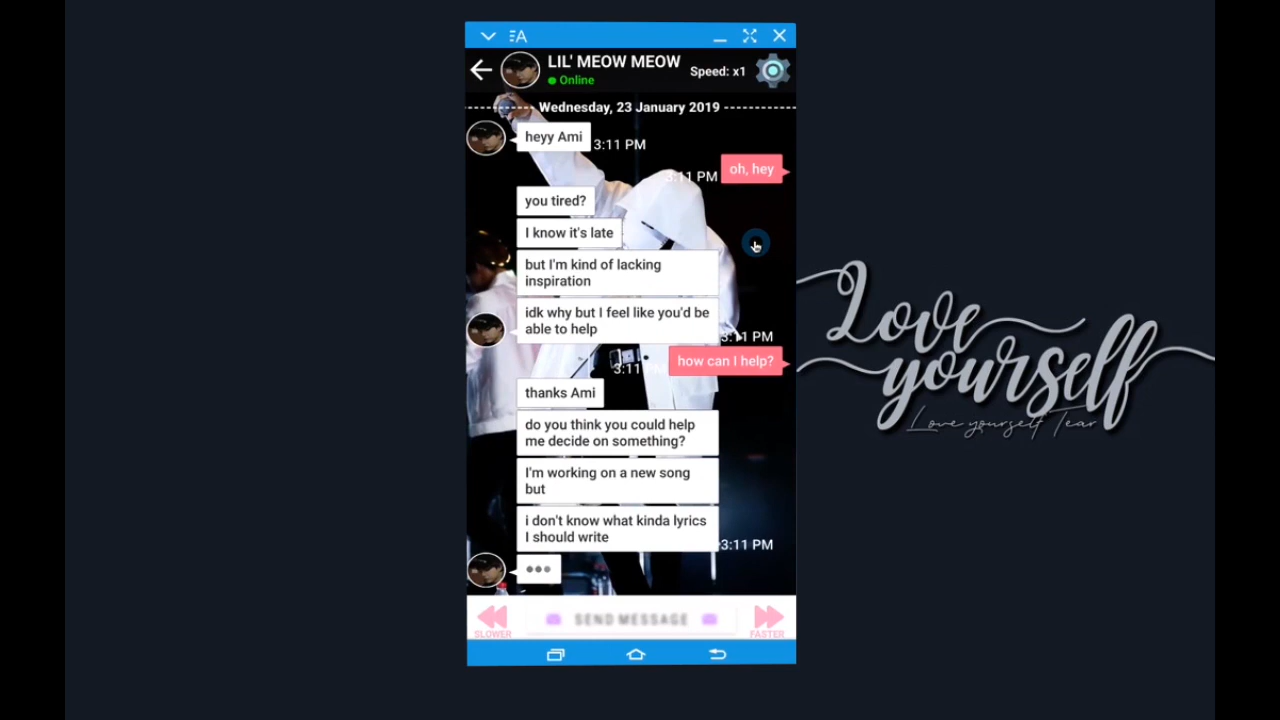 LIL' MEOW MEOW
Online
Speed: x1
Wednesday, 23 January 2019
heyy Ami
3:11 PM
oh, hey
3:11 PM
you tired?
I know it's late
but I'm kind of lacking
inspiration
idk why but I feel like you'd be
able to help
3:11 PM
how can I help?
3:11 PM
thanks Ami
do you think you could help
me decide on something?
I'm working on a new song
but
i don't know what kinda lyrics
I should write
3:11 PM
SEND MESSAGE
SLOWER
FASTER
Love
yourself
Love yourself Tear